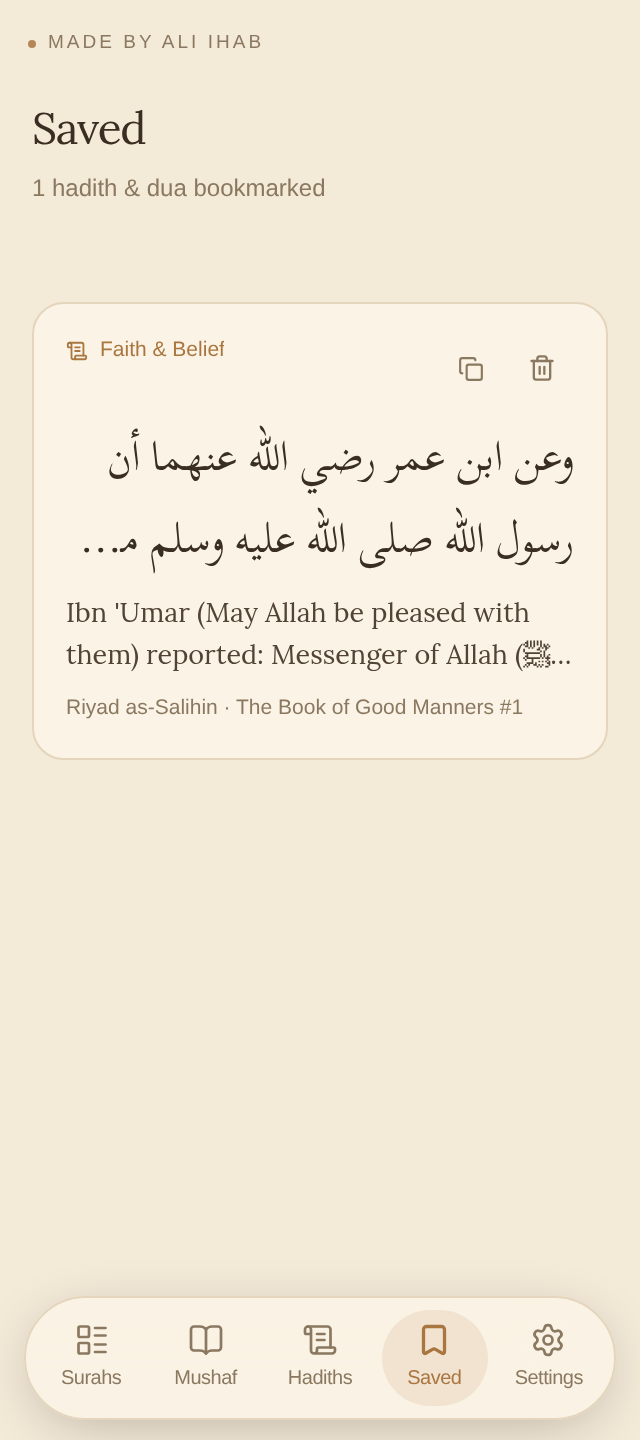 MADE BY ALI IHAB
Saved
1 hadith & dua bookmarked
Faith & Belief
وعن ابن عمر رضي الله عنهما أن
رسول الله صلى الله عليه وسلم م...
Ibn 'Umar (May Allah be pleased with
them) reported: Messenger of Allah (ﷺ...
Riyad as-Salihin · The Book of Good Manners #1
Surahs
Mushaf
Hadiths
Saved
Settings